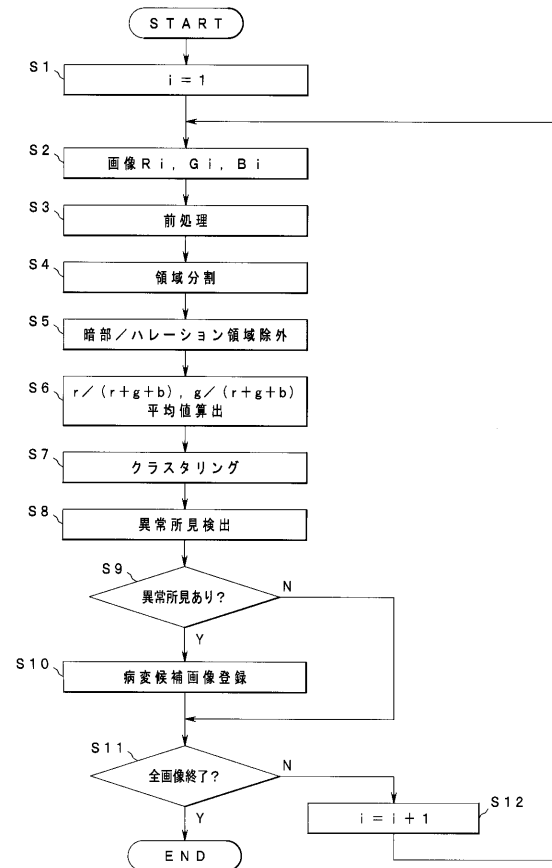 START
S1
i = 1
S2
画像Ri, Gi, Bi
S3
前処理
S4
領域分割
S5
暗部/ハレーション領域除外
S6
r/(r+g+b), g/(r+g+b)
平均値算出
S7
クラスタリング
S8
異常所見検出
S9
異常所見あり?
N
Y
S10
病変候補画像登録
S11
全画像終了?
N
Y
S12
i = i + 1
END